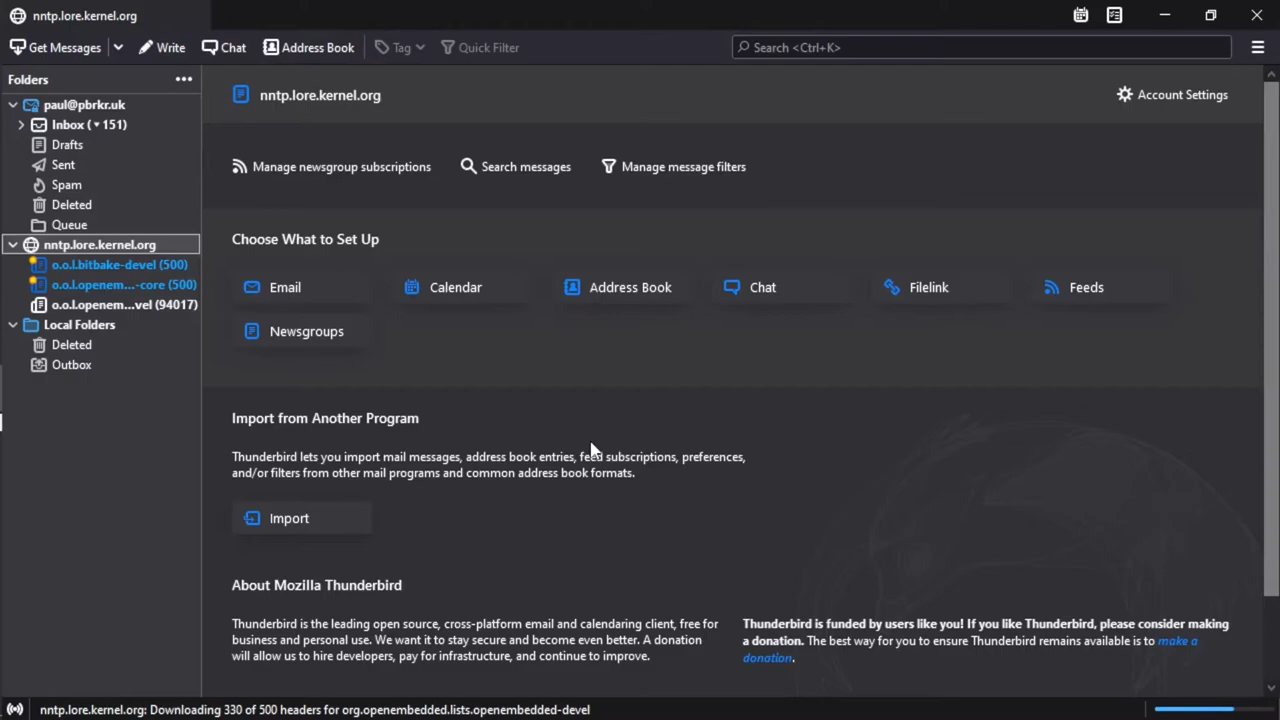 nntp.lore.kernel.org
Get Messages Write Chat Address Book Tag Quick Filter Search <Ctrl+K>
Folders
paul@pbrkr.uk
Inbox (▾151)
Drafts
Sent
Spam
Deleted
Queue
nntp.lore.kernel.org
o.o.l.bitbake-devel (500)
o.o.l.openem...-core (500)
o.o.l.openem...vel (94017)
Local Folders
Deleted
Outbox
nntp.lore.kernel.org Account Settings
Manage newsgroup subscriptions Search messages Manage message filters
Choose What to Set Up
Email Calendar Address Book Chat Filelink Feeds
Newsgroups
Import from Another Program
Thunderbird lets you import mail messages, address book entries, feed subscriptions, preferences,
and/or filters from other mail programs and common address book formats.
Import
About Mozilla Thunderbird
Thunderbird is the leading open source, cross-platform email and calendaring client, free for
business and personal use. We want it to stay secure and become even better. A donation
will allow us to hire developers, pay for infrastructure, and continue to improve.
Thunderbird is funded by users like you! If you like Thunderbird, please consider making
a donation. The best way for you to ensure Thunderbird remains available is to make a
donation.
nntp.lore.kernel.org: Downloading 330 of 500 headers for org.openembedded.lists.openembedded-devel